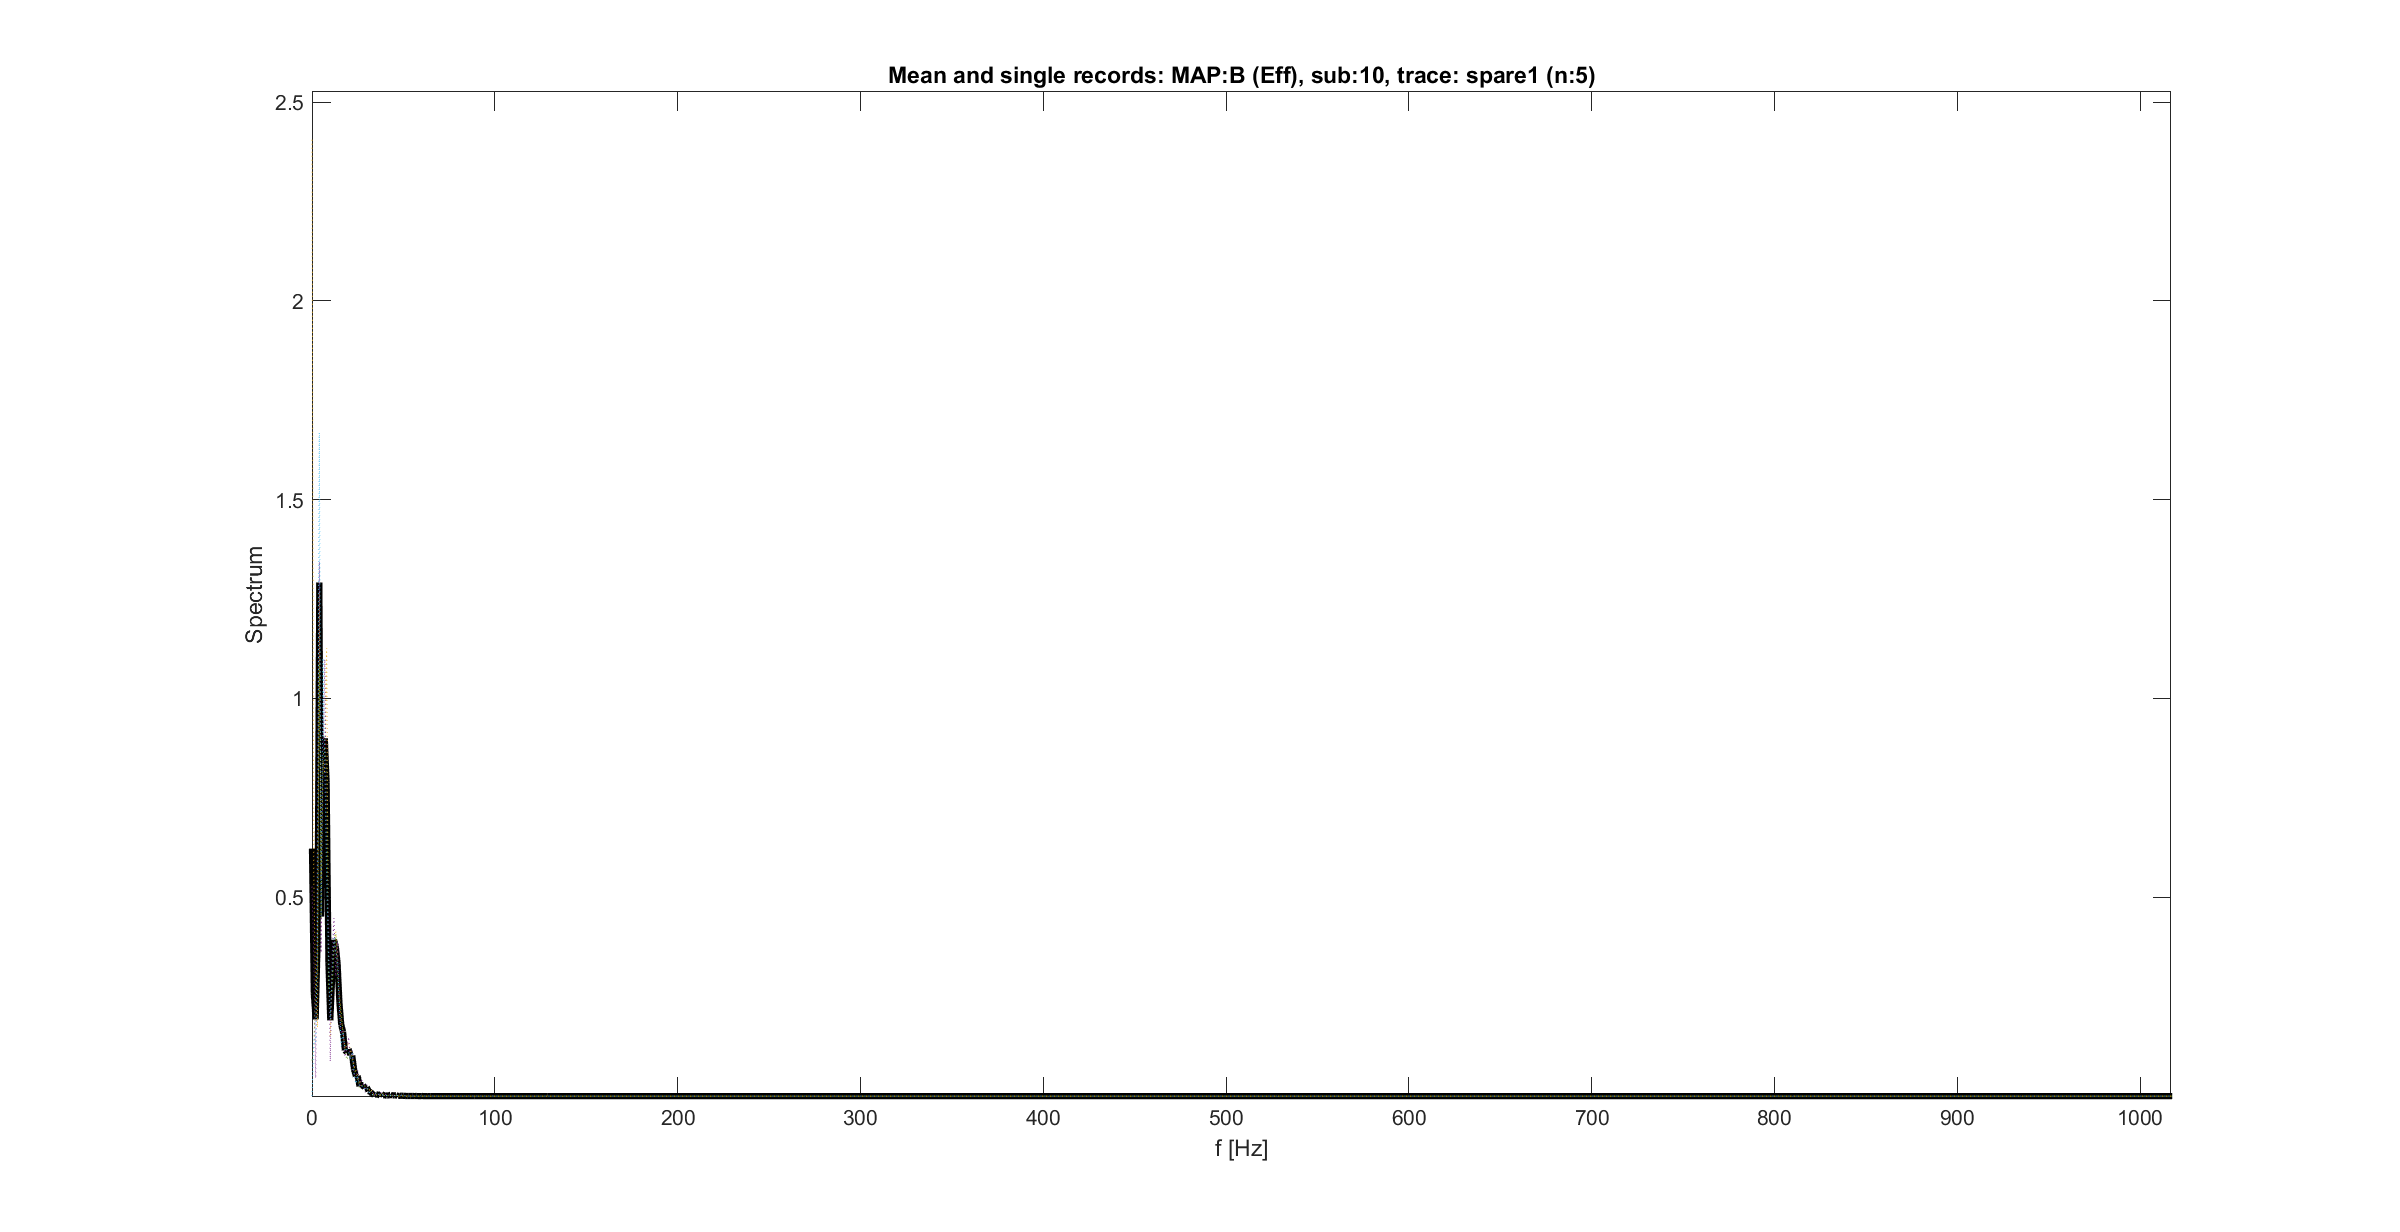 Mean and single records: MAP:B (Eff), sub:10, trace: spare1 (n:5)
2.5
2
1.5
1
0.5
Spectrum
0 100 200 300 400 500 600 700 800 900 1000
f [Hz]